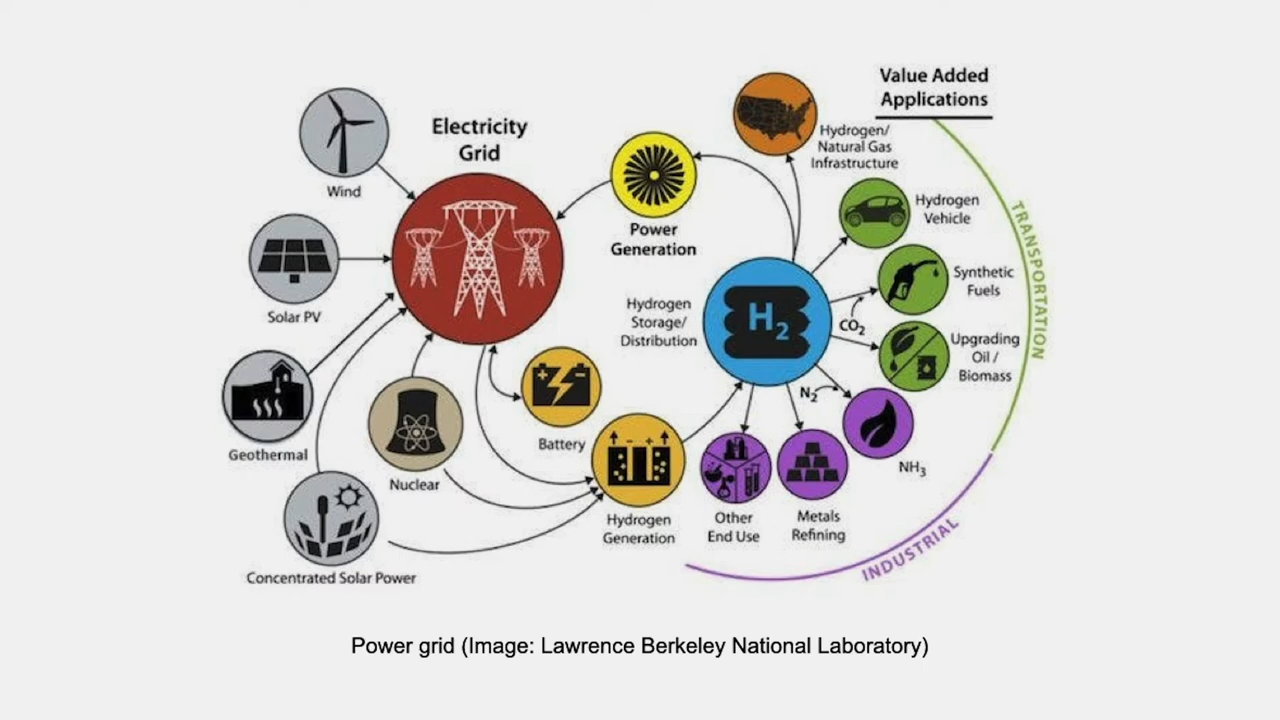 Value Added
Applications
Electricity
Grid
Wind
Hydrogen/
Natural Gas
Infrastructure
Power
Generation
Hydrogen
Vehicle
TRANSPORTATION
Solar PV
Hydrogen
Storage/
Distribution
H2
Synthetic
Fuels
CO2
Upgrading
Oil /
Biomass
N2
Geothermal
Nuclear
Battery
NH3
Hydrogen
Generation
Other
End Use
Metals
Refining
INDUSTRIAL
Concentrated Solar Power
Power grid (Image: Lawrence Berkeley National Laboratory)